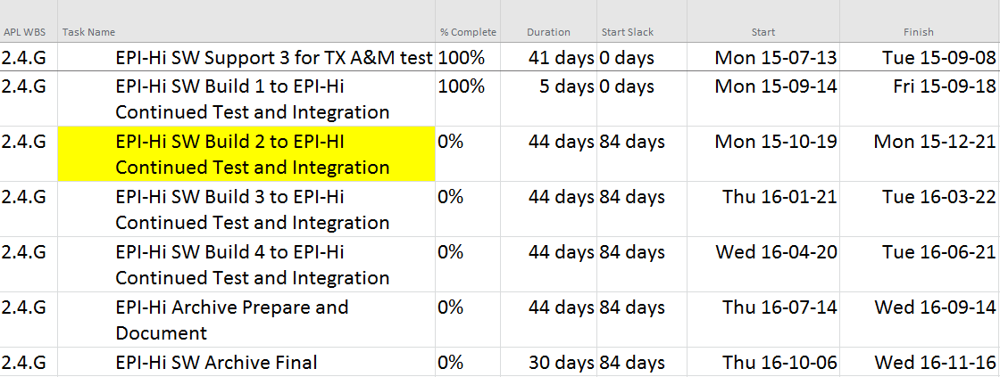 APL WBS Task Name % Complete Duration Start Slack Start Finish
2.4.G EPI-Hi SW Support 3 for TX A&M test 100% 41 days 0 days Mon 15-07-13 Tue 15-09-08
2.4.G EPI-Hi SW Build 1 to EPI-Hi 100% 5 days 0 days Mon 15-09-14 Fri 15-09-18
Continued Test and Integration
2.4.G EPI-Hi SW Build 2 to EPI-HI 0% 44 days 84 days Mon 15-10-19 Mon 15-12-21
Continued Test and Integration
2.4.G EPI-Hi SW Build 3 to EPI-Hi 0% 44 days 84 days Thu 16-01-21 Tue 16-03-22
Continued Test and Integration
2.4.G EPI-Hi SW Build 4 to EPI-Hi 0% 44 days 84 days Wed 16-04-20 Tue 16-06-21
Continued Test and Integration
2.4.G EPI-Hi Archive Prepare and 0% 44 days 84 days Thu 16-07-14 Wed 16-09-14
Document
2.4.G EPI-Hi SW Archive Final 0% 30 days 84 days Thu 16-10-06 Wed 16-11-16